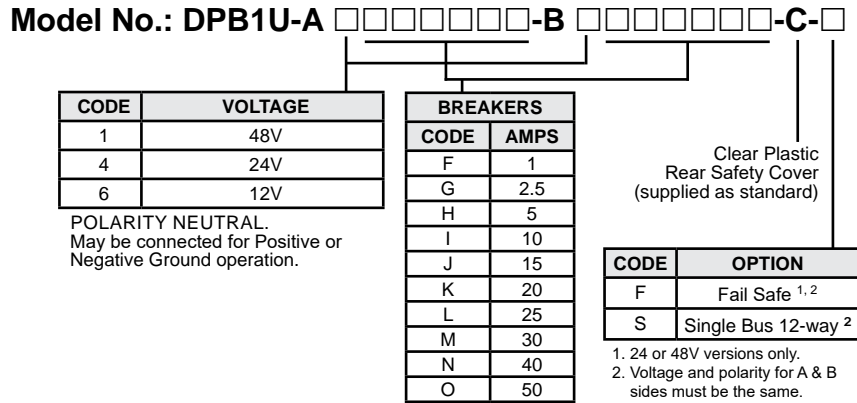 Model No.: DPB1U-A □□□□□□□-B □□□□□□□-C-□
CODE VOLTAGE
1 48V
4 24V
6 12V
POLARITY NEUTRAL.
May be connected for Positive or
Negative Ground operation.
BREAKERS
CODE AMPS
F 1
G 2.5
H 5
I 10
J 15
K 20
L 25
M 30
N 40
O 50
Clear Plastic
Rear Safety Cover
(supplied as standard)
CODE OPTION
F Fail Safe 1, 2
S Single Bus 12-way 2
1. 24 or 48V versions only.
2. Voltage and polarity for A & B
sides must be the same.